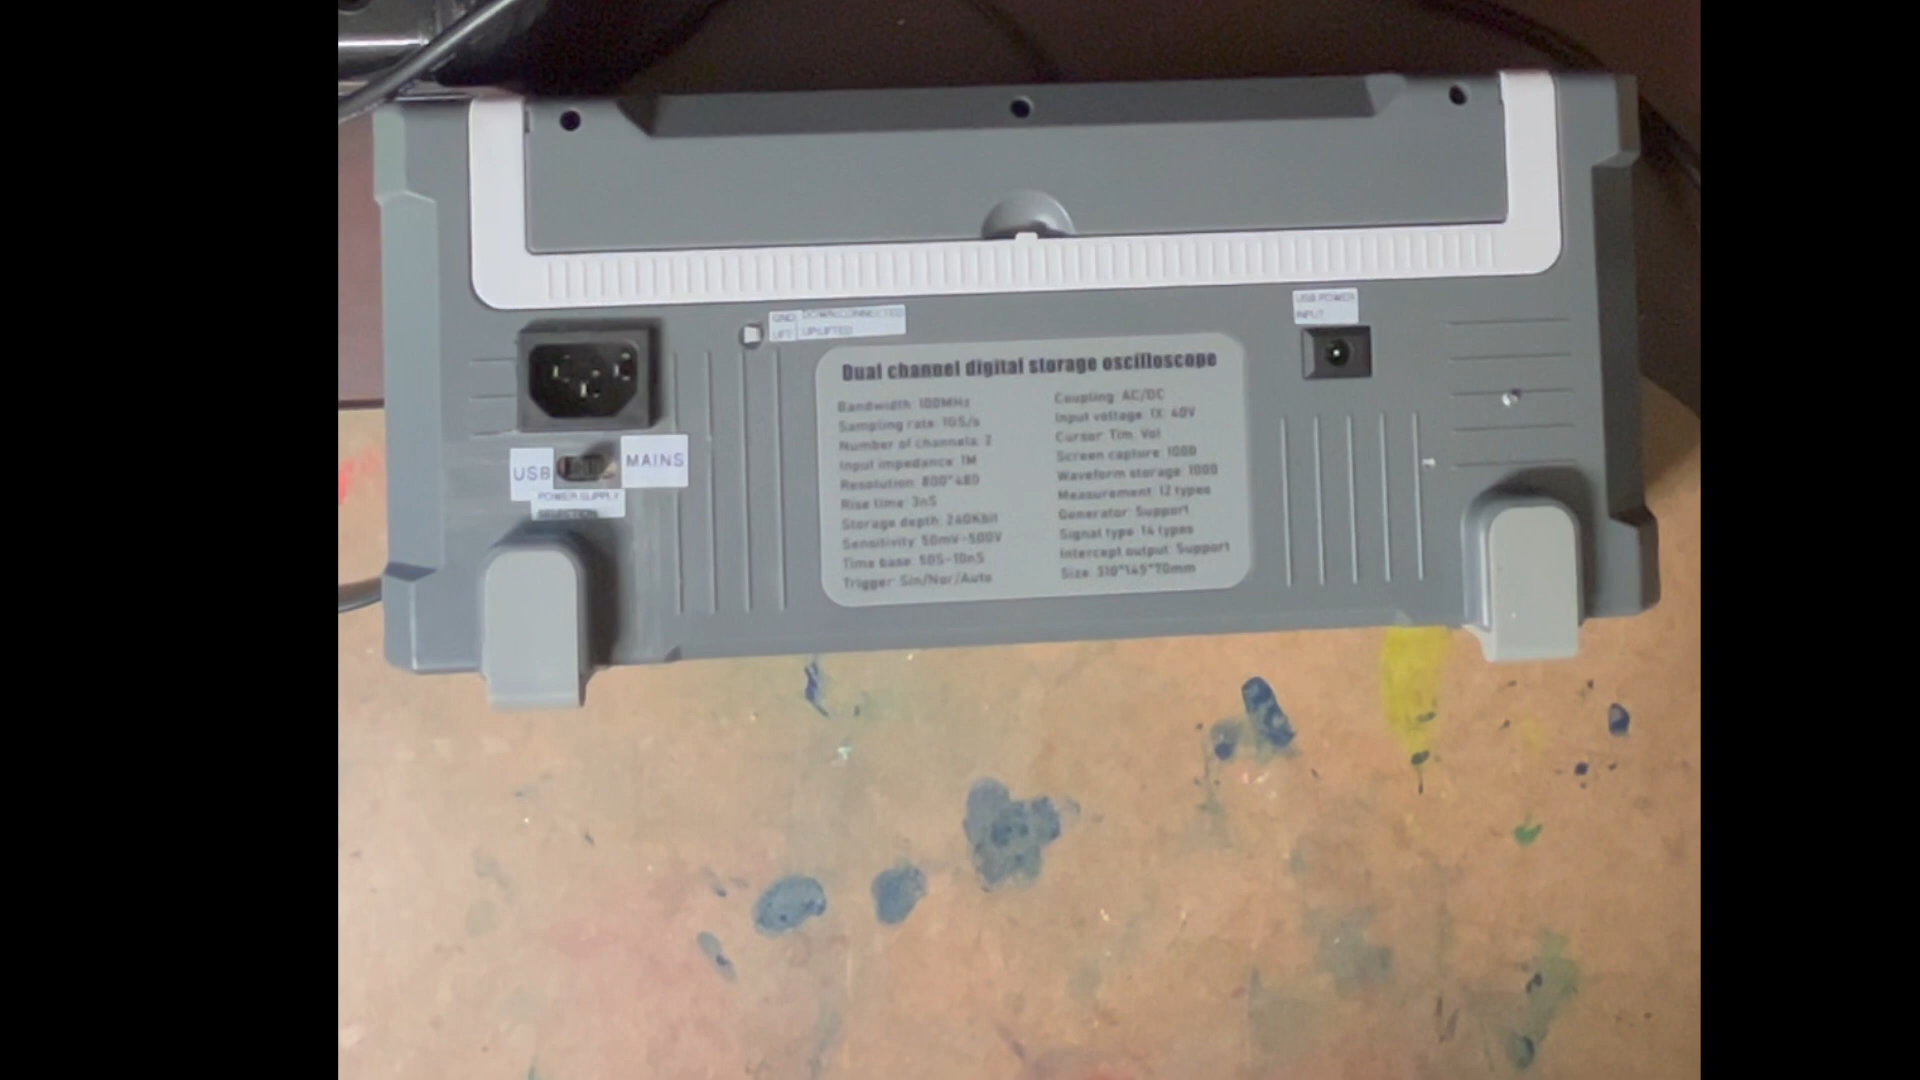 GND DOWN:CONNECTED
LIFT UP:LIFTED
USB POWER
INPUT
USB
MAINS
POWER SUPPLY
Dual channel digital storage oscilloscope
Bandwidth: 100MHz
Sampling rate: 1GS/s
Number of channels: 2
Input impedance: 1M
Resolution: 800*480
Rise time: 3nS
Storage depth: 240Kbit
Sensitivity: 50mV-500V
Time base: 50S-10nS
Trigger: Sin/Nor/Auto
Coupling: AC/DC
Input voltage: 1X: 40V
Cursor: Tim, Vol
Screen capture: 1000
Waveform storage: 1000
Measurement: 12 types
Generator: Support
Signal type: 14 types
Intercept output: Support
Size: 310*145*70mm